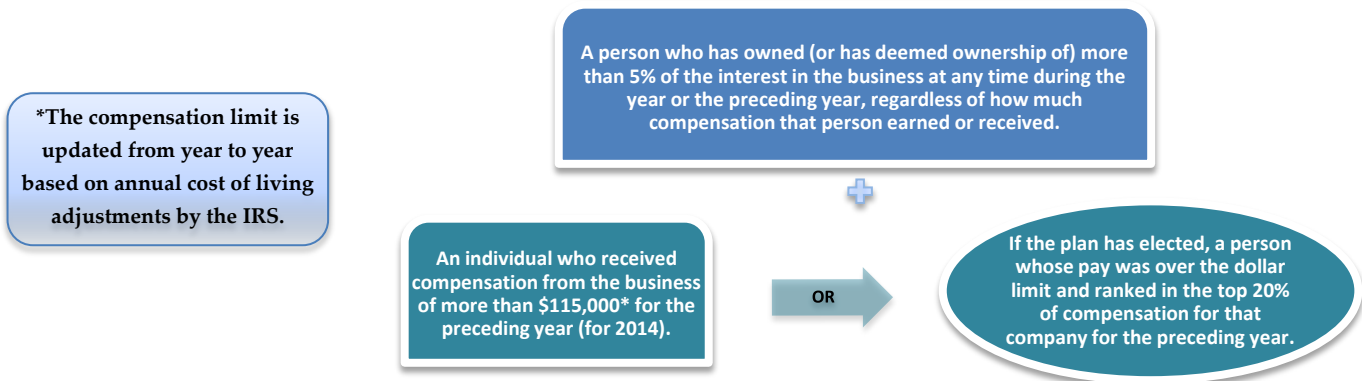 A person who has owned (or has deemed ownership of) more
than 5% of the interest in the business at any time during the
year or the preceding year, regardless of how much
compensation that person earned or received.
*The compensation limit is
updated from year to year
based on annual cost of living
adjustments by the IRS.
An individual who received
compensation from the business
of more than $115,000* for the
preceding year (for 2014).
OR
If the plan has elected, a person
whose pay was over the dollar
limit and ranked in the top 20%
of compensation for that
company for the preceding year.